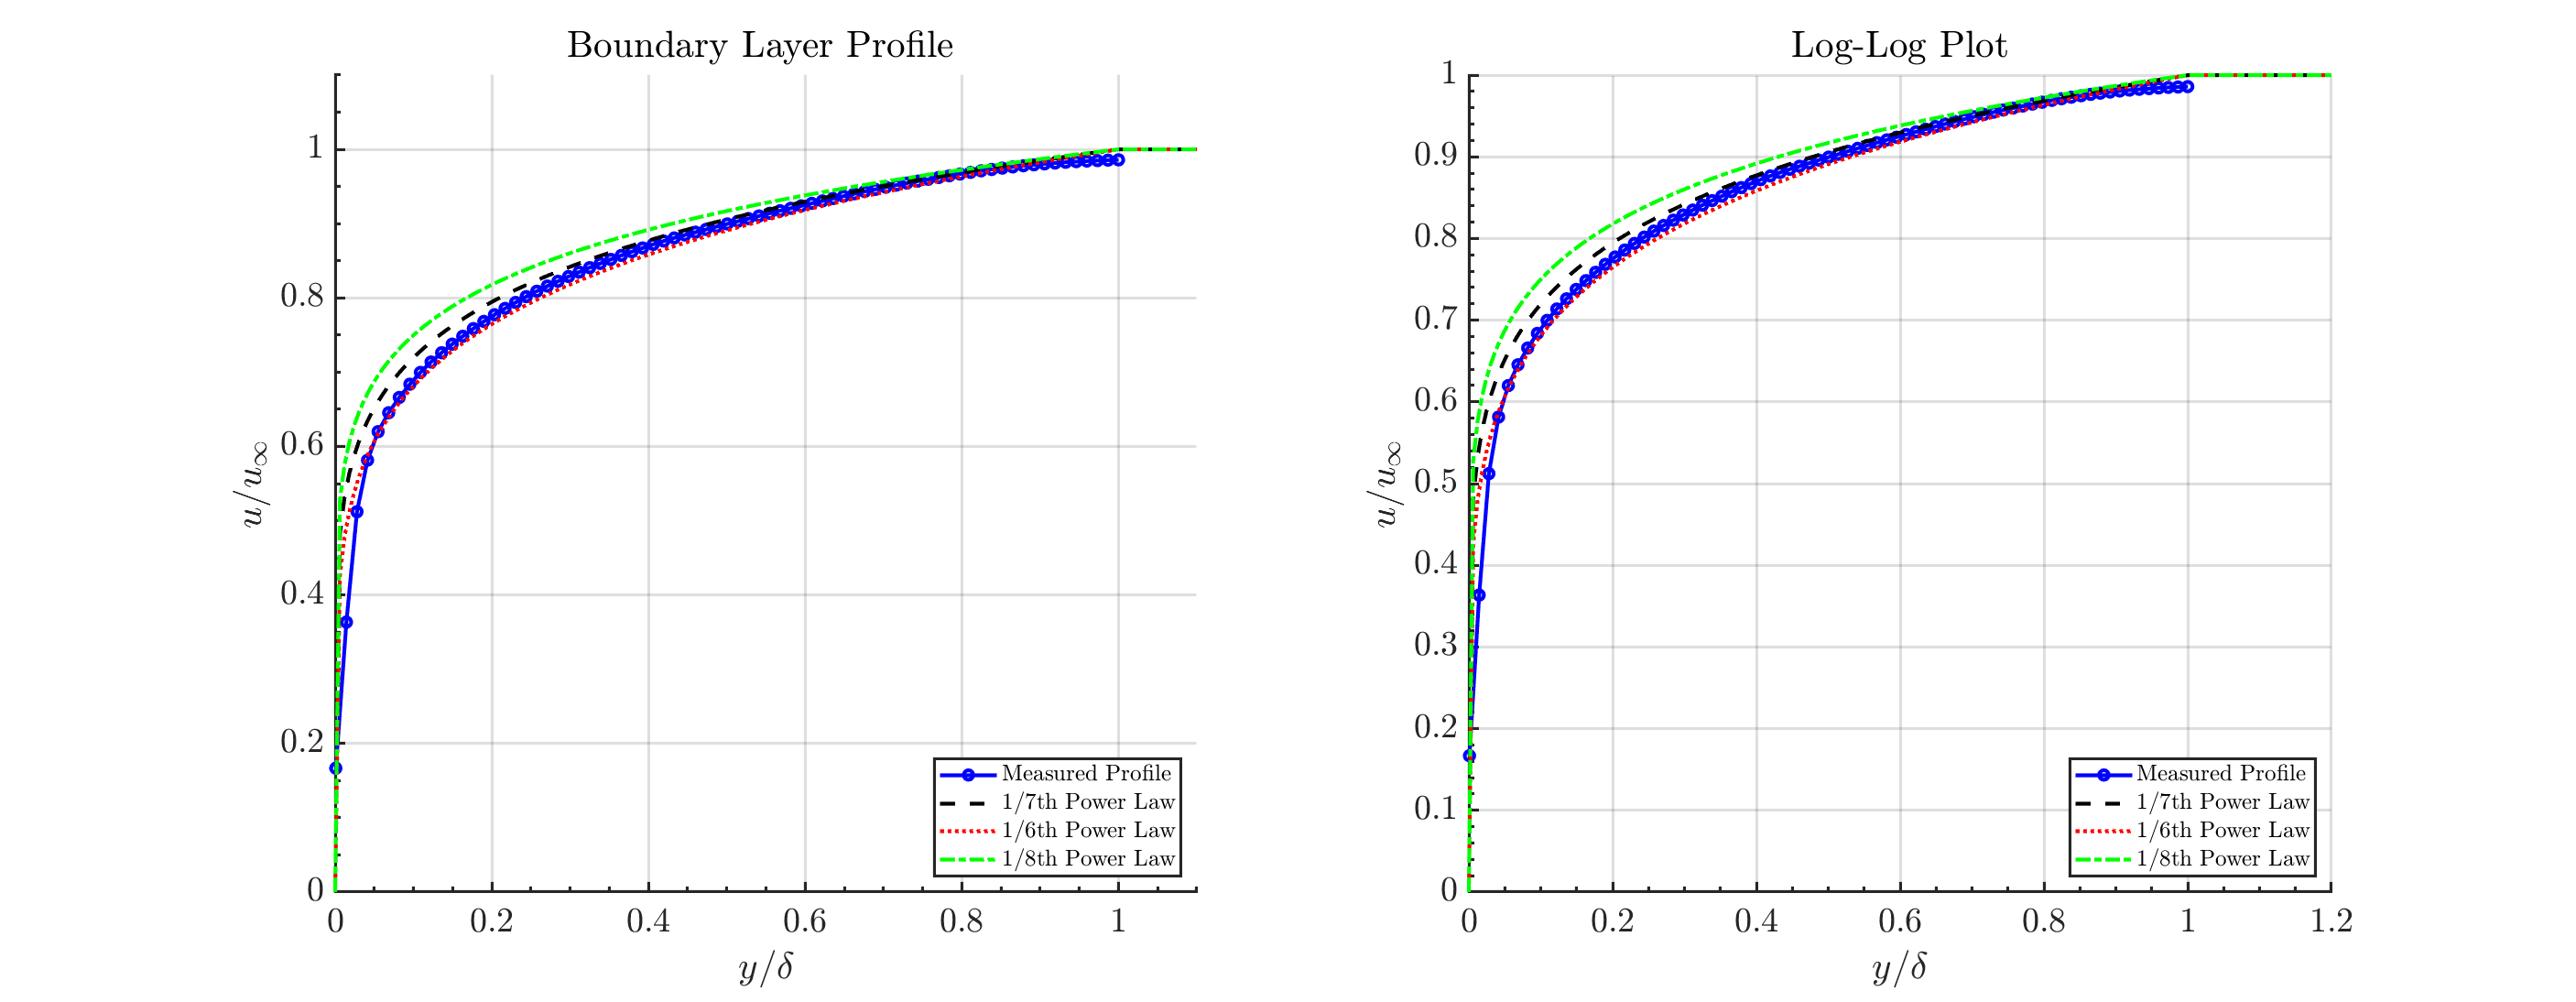 Boundary Layer Profile
u/u∞
1
0.8
0.6
0.4
0.2
0
0 0.2 0.4 0.6 0.8 1
y/δ
Measured Profile
1/7th Power Law
1/6th Power Law
1/8th Power Law
Log-Log Plot
u/u∞
1
0.9
0.8
0.7
0.6
0.5
0.4
0.3
0.2
0.1
0
0 0.2 0.4 0.6 0.8 1 1.2
y/δ
Measured Profile
1/7th Power Law
1/6th Power Law
1/8th Power Law